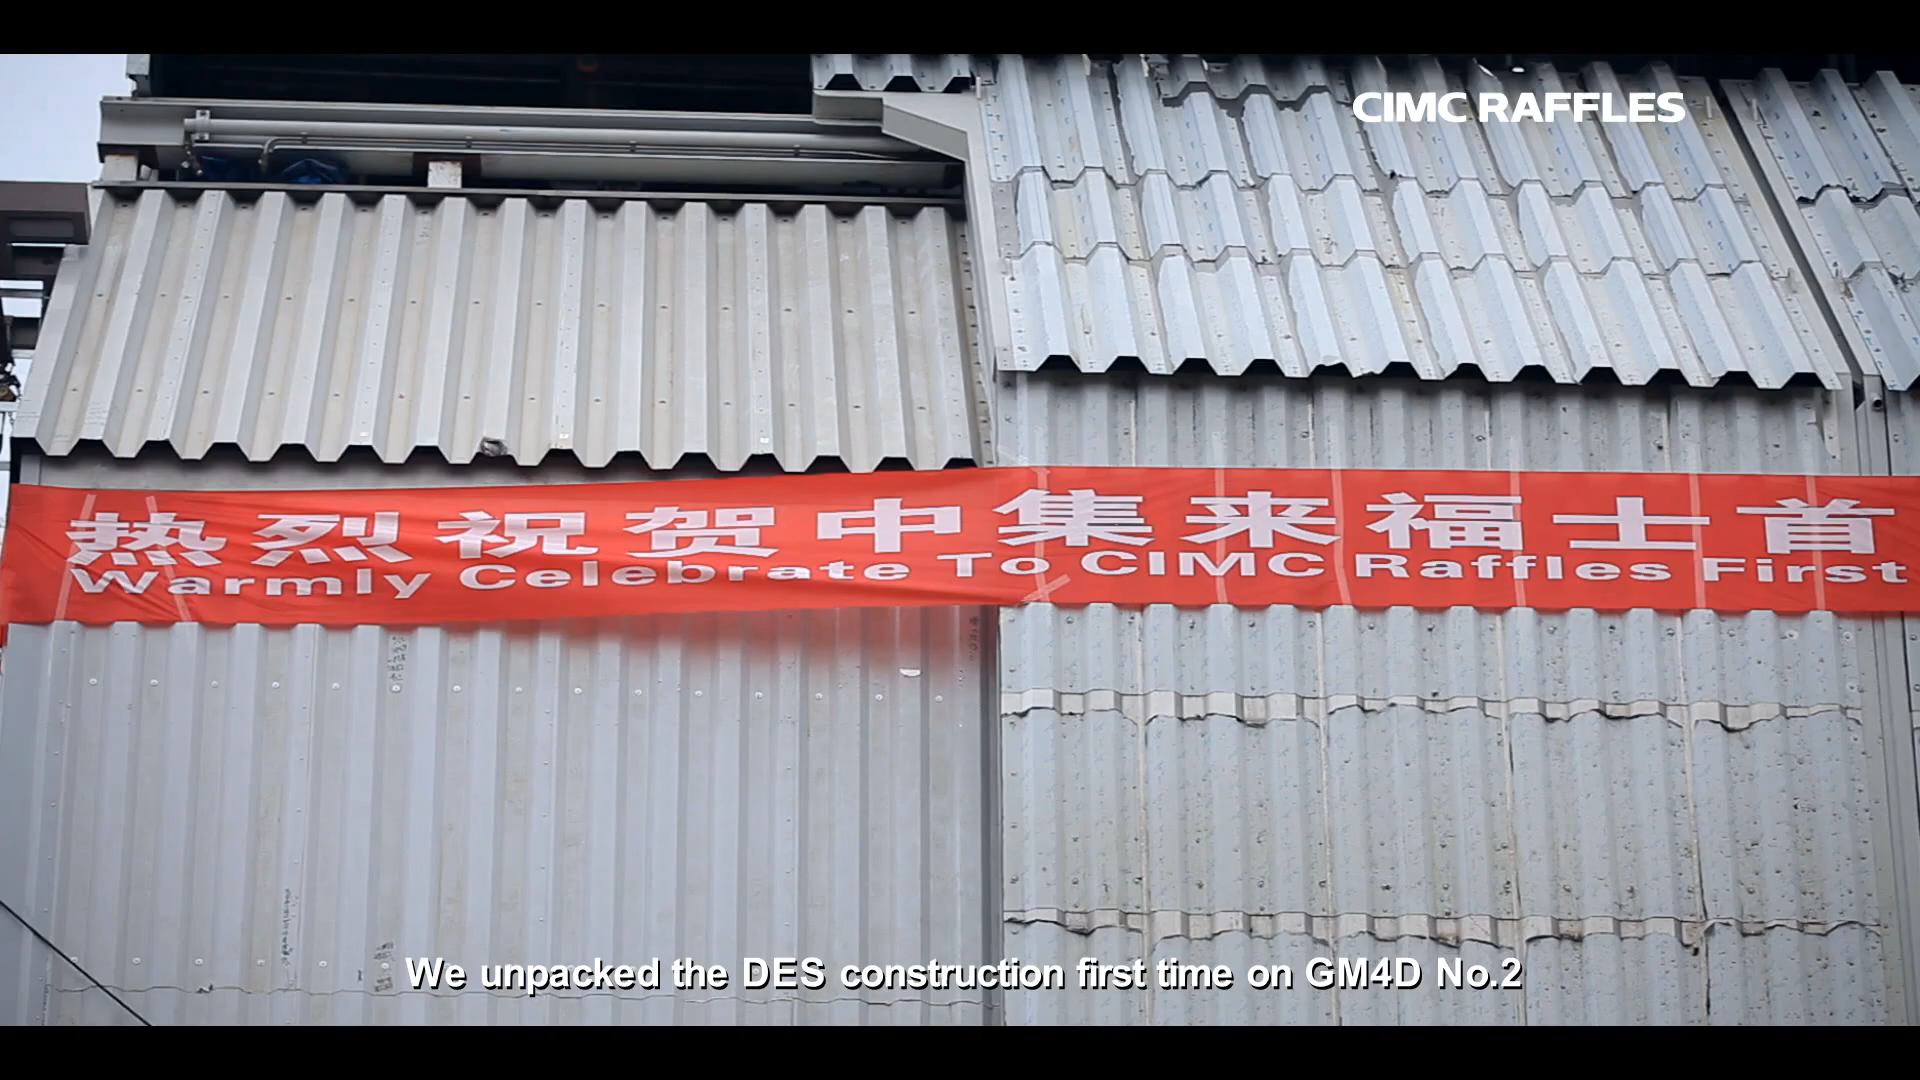 CIMC RAFFLES
热烈祝贺中集来福士首
Warmly Celebrate To CIMC Raffles First
We unpacked the DES construction first time on GM4D No.2